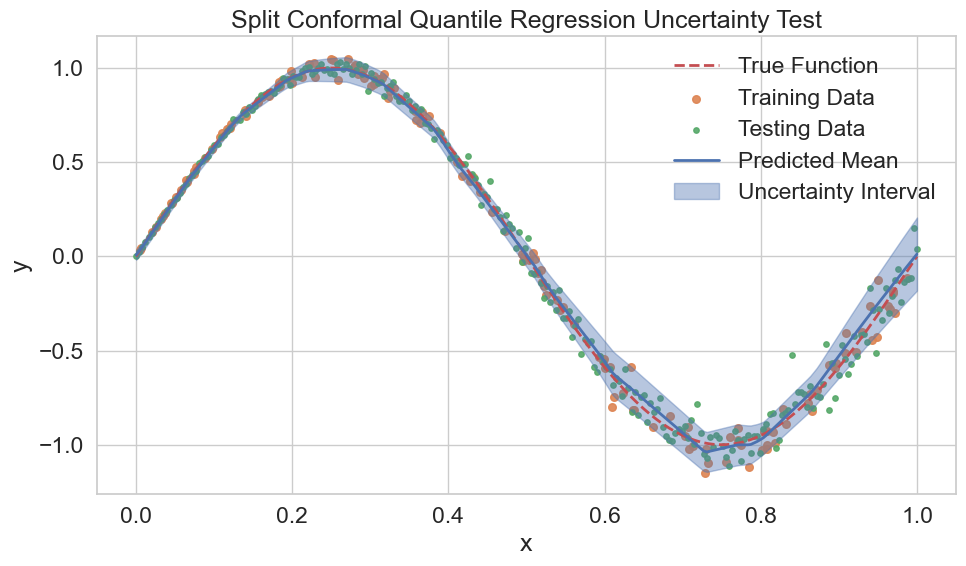 Split Conformal Quantile Regression Uncertainty Test
True Function
Training Data
Testing Data
Predicted Mean
Uncertainty Interval
1.0
0.5
0.0
−0.5
−1.0
y
0.0 0.2 0.4 0.6 0.8 1.0
x